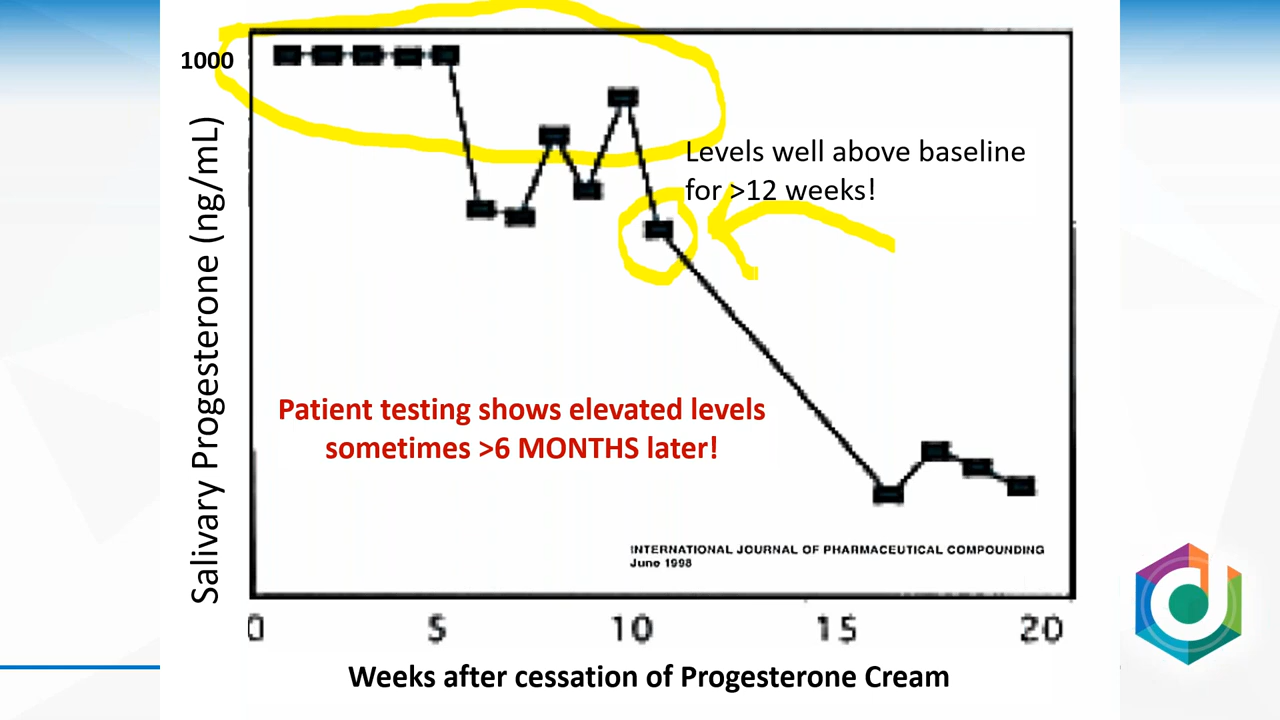 1000
Salivary Progesterone (ng/mL)
Levels well above baseline
for >12 weeks!
Patient testing shows elevated levels
sometimes >6 MONTHS later!
INTERNATIONAL JOURNAL OF PHARMACEUTICAL COMPOUNDING
June 1998
0 5 10 15 20
Weeks after cessation of Progesterone Cream